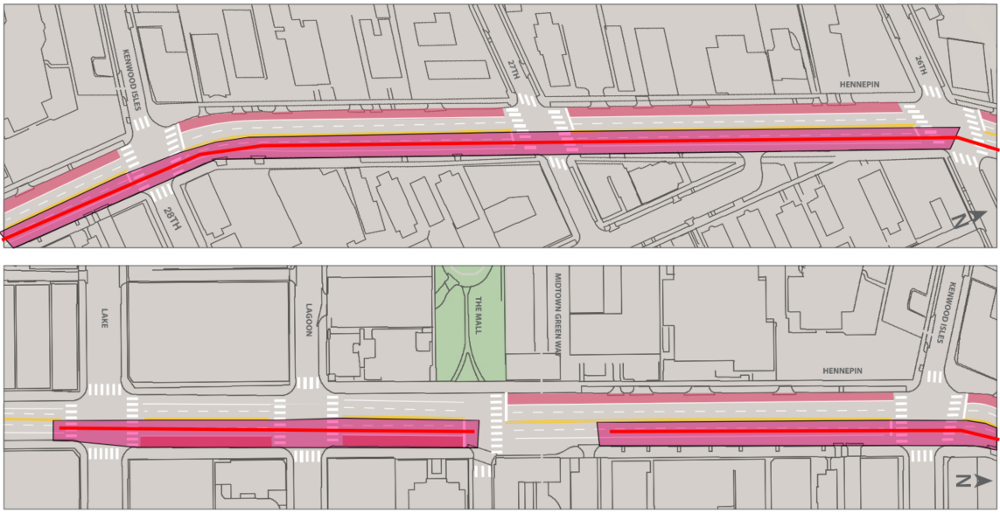 KENWOOD ISLES
27TH
HENNEPIN
26TH
28TH
N
LAKE
LAGOON
THE MALL
MIDTOWN GREEN WAY
HENNEPIN
KENWOOD ISLES
N